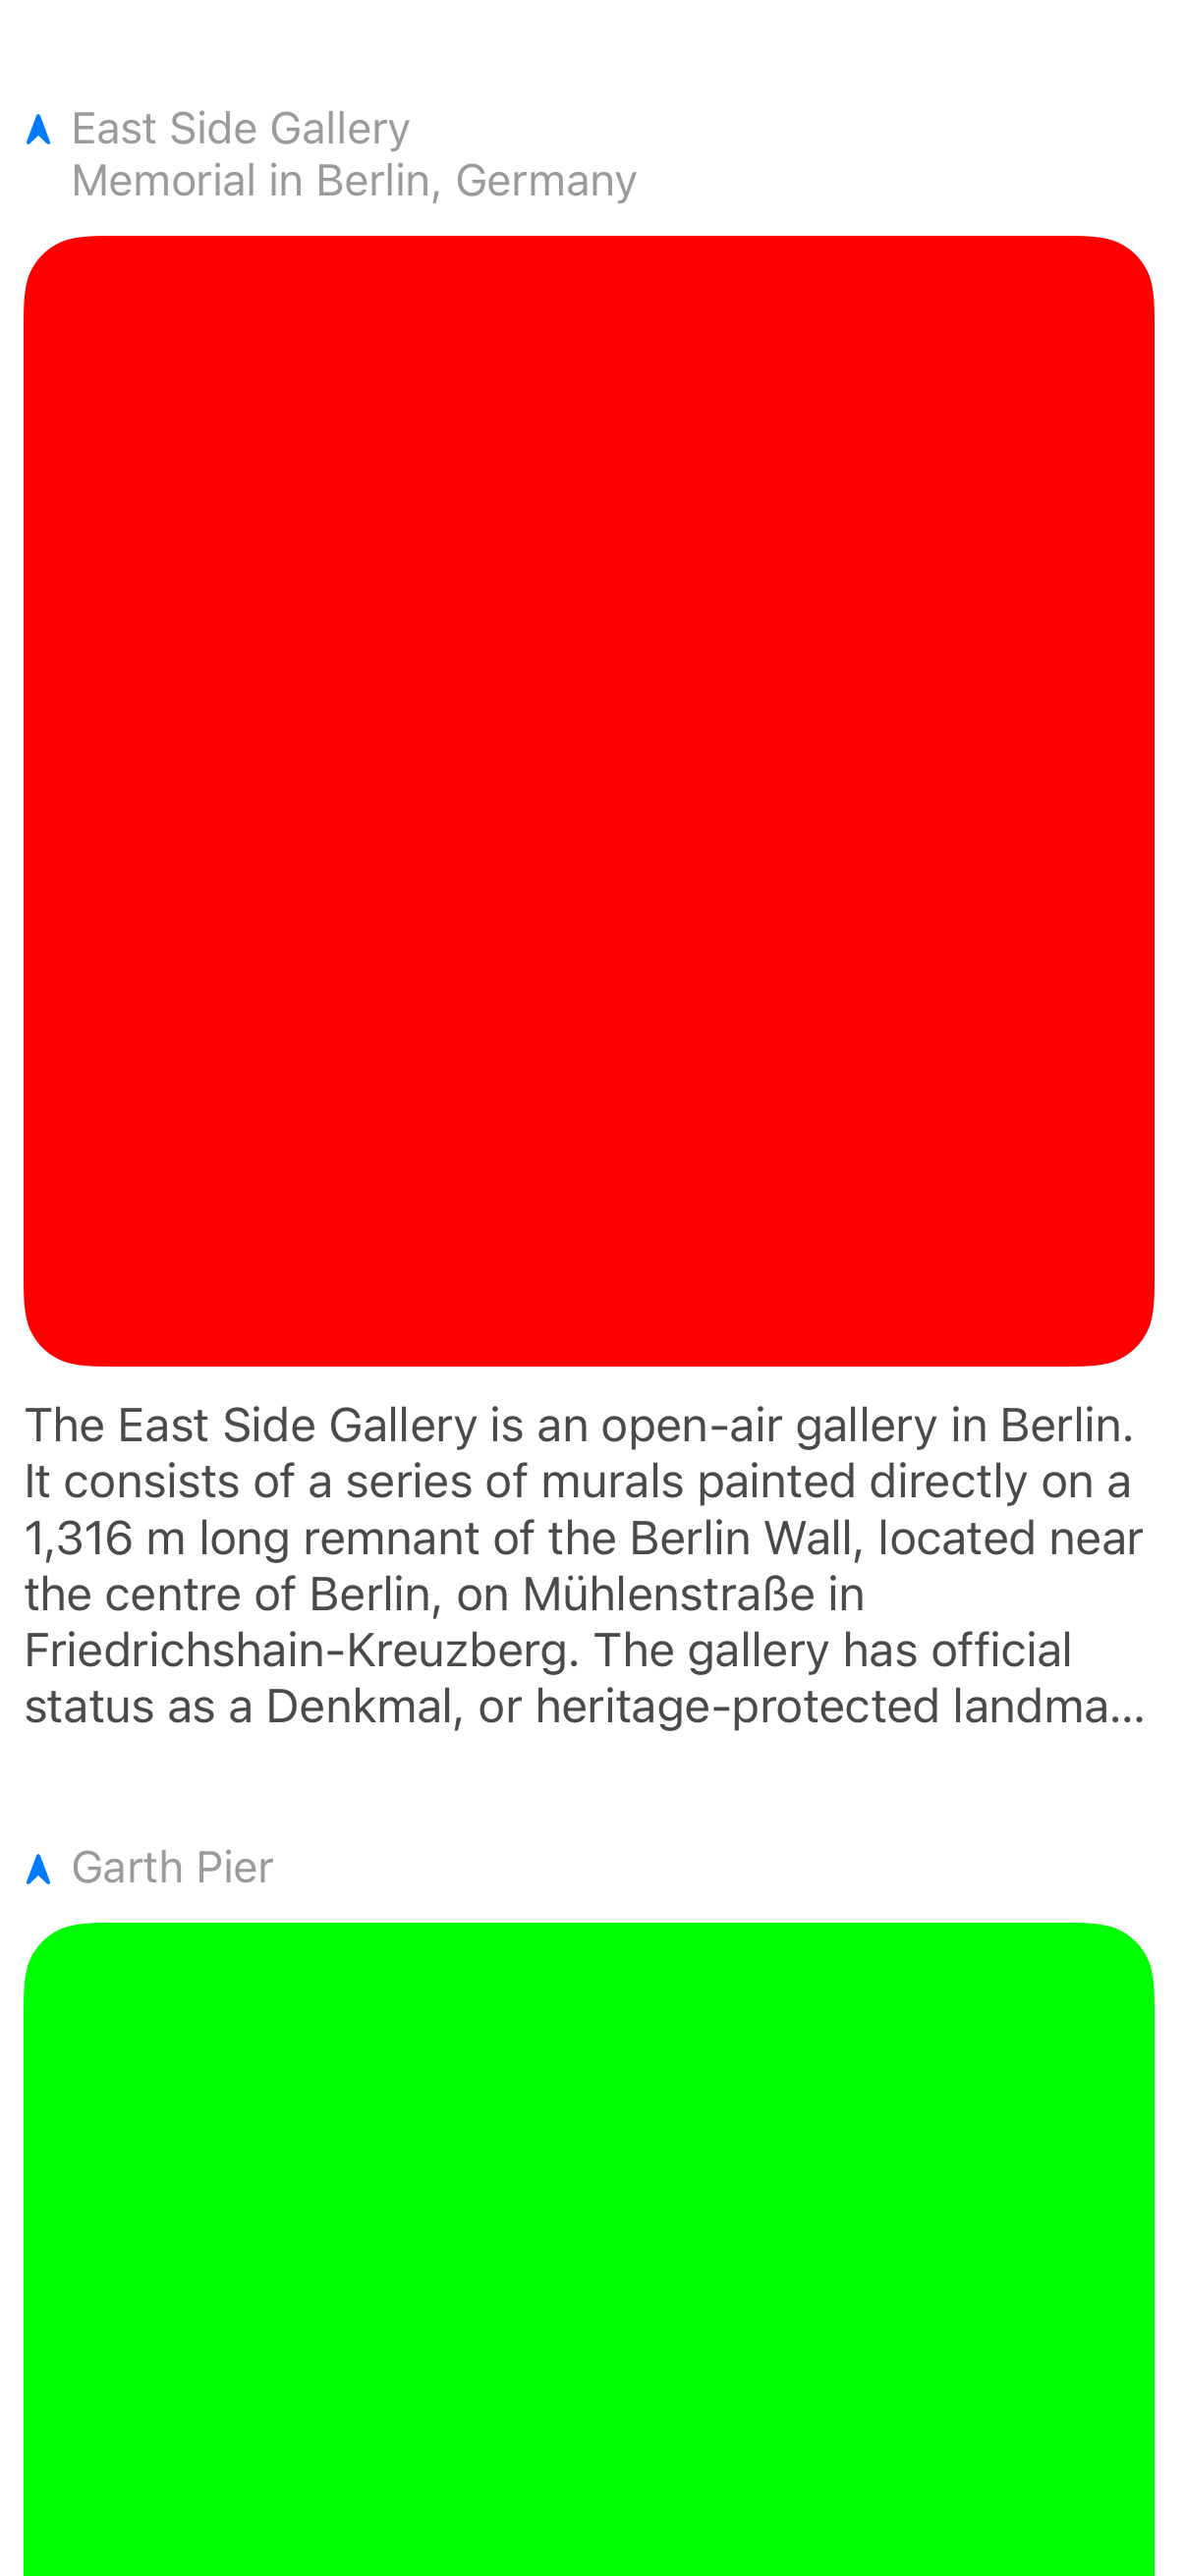 East Side Gallery
Memorial in Berlin, Germany
The East Side Gallery is an open-air gallery in Berlin.
It consists of a series of murals painted directly on a
1,316 m long remnant of the Berlin Wall, located near
the centre of Berlin, on Mühlenstraße in
Friedrichshain-Kreuzberg. The gallery has official
status as a Denkmal, or heritage-protected landma...
Garth Pier